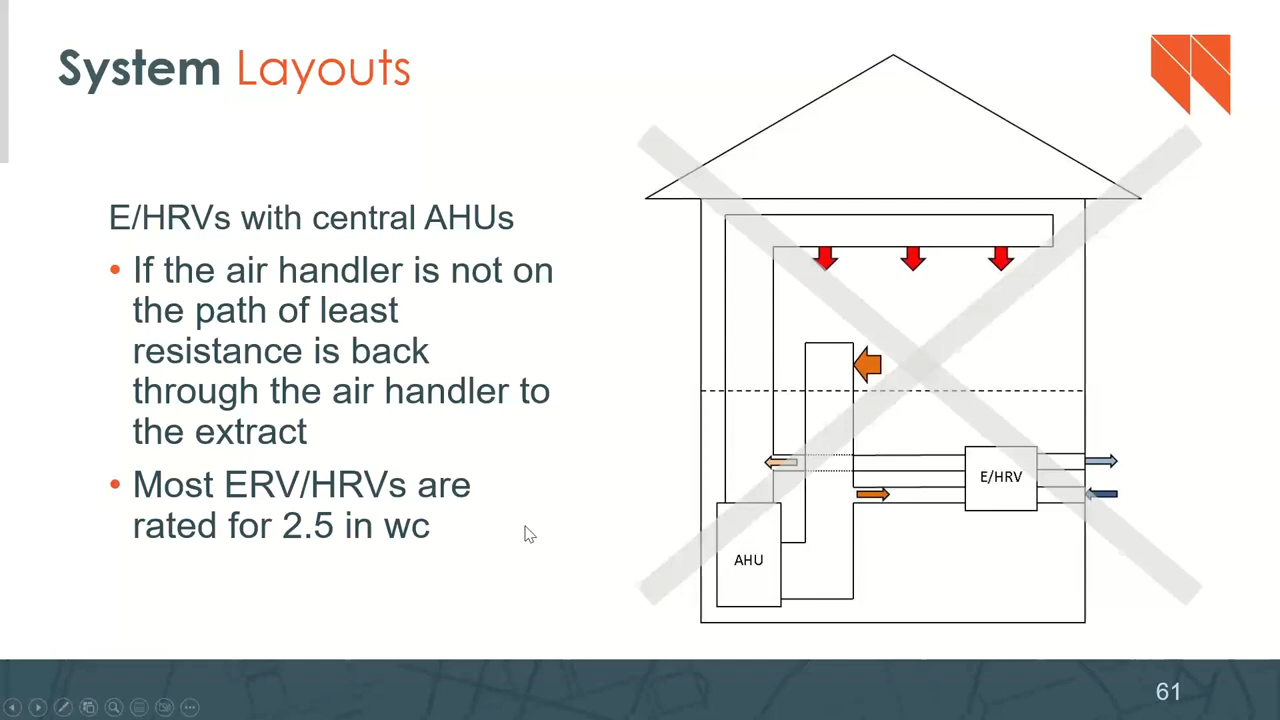 System Layouts
E/HRVs with central AHUs
• If the air handler is not on
the path of least
resistance is back
through the air handler to
the extract
• Most ERV/HRVs are
rated for 2.5 in wc
E/HRV
AHU
61